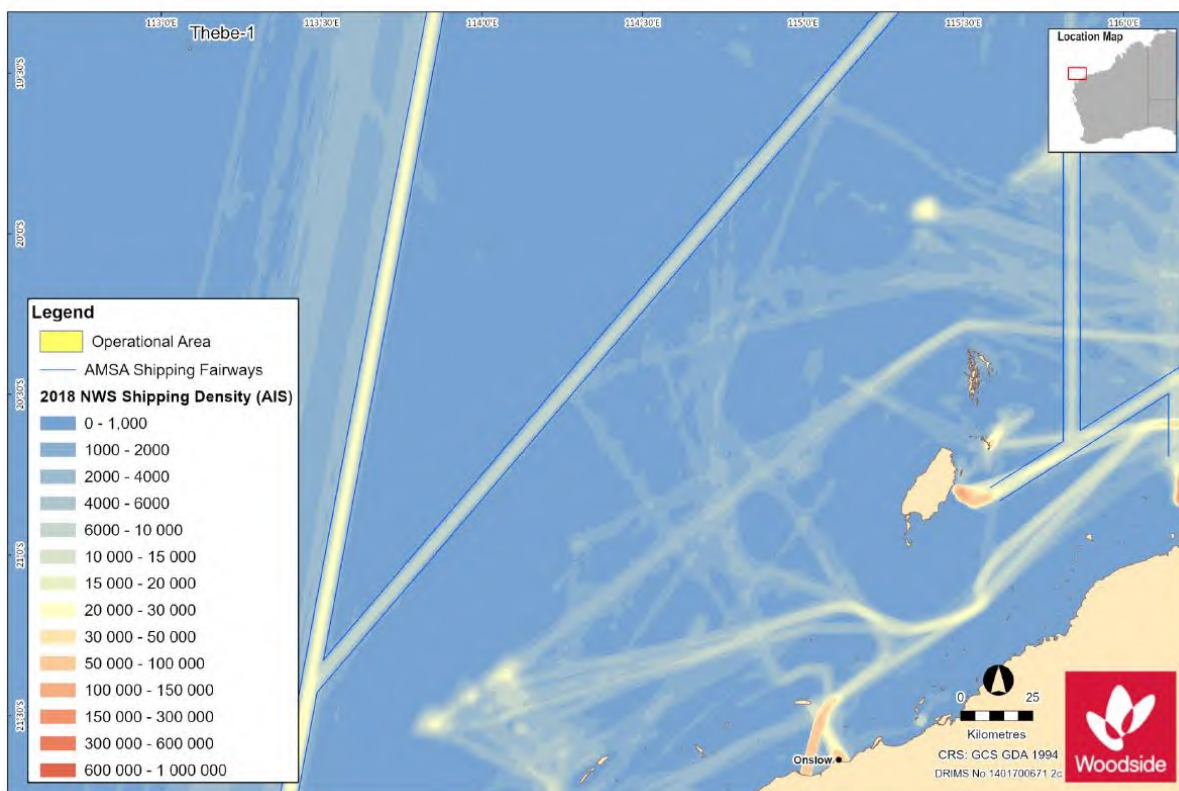 113°0'E
113°30'E
114°0'E
114°30'E
115°0'E
115°30'E
116°0'E
Thebe-1
Location Map
19°30'S
20°0'S
20°30'S
21°0'S
21°30'S
Legend
Operational Area
AMSA Shipping Fairways
2018 NWS Shipping Density (AIS)
0 - 1,000
1000 - 2000
2000 - 4000
4000 - 6000
6000 - 10 000
10 000 - 15 000
15 000 - 20 000
20 000 - 30 000
30 000 - 50 000
50 000 - 100 000
100 000 - 150 000
150 000 - 300 000
300 000 - 600 000
600 000 - 1 000 000
0 25
Kilometres
CRS: GCS GDA 1994
DRIMS No.1401700671.2c
Onslow
Woodside